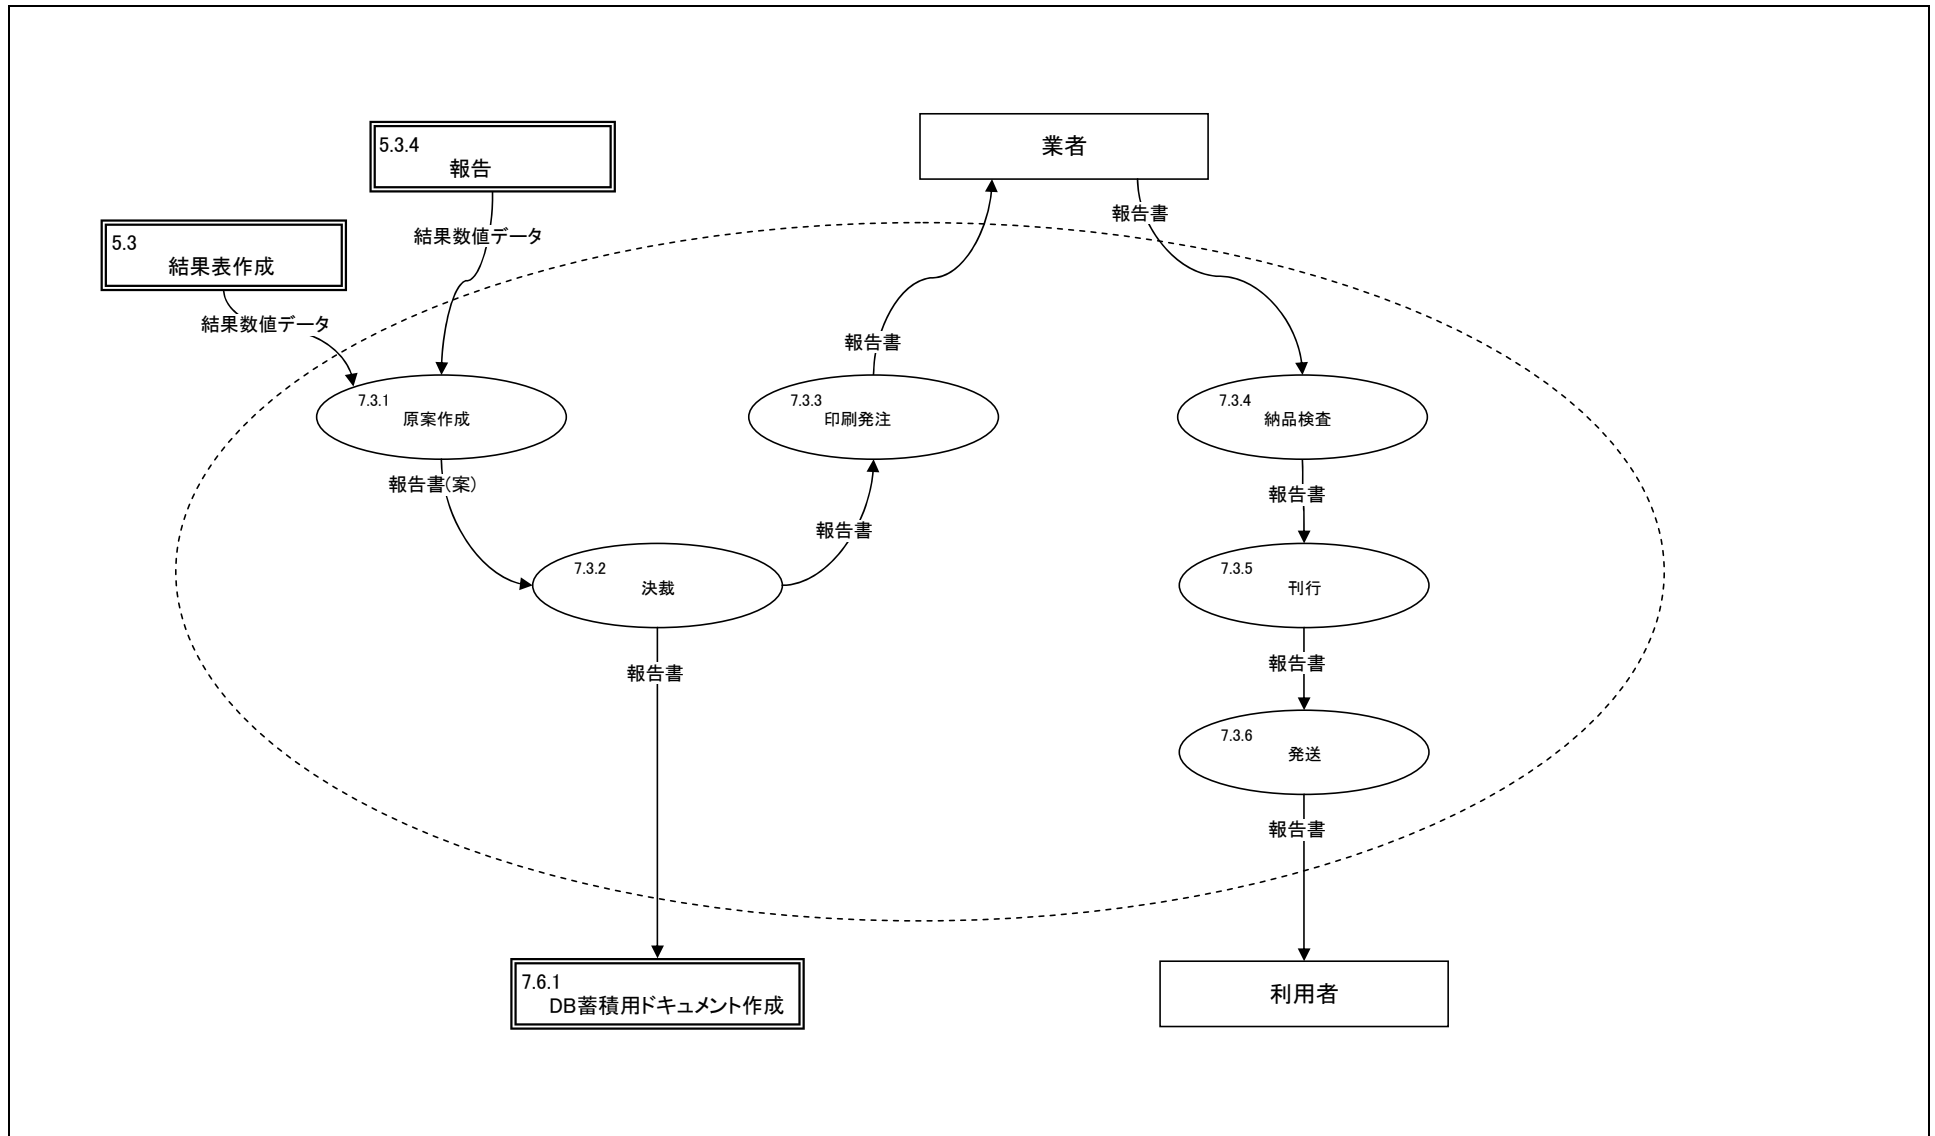 5.3.4
報告
業者
報告書
結果数値データ
5.3
結果表作成
結果数値データ
報告書
7.3.1
原案作成
7.3.3
印刷発注
7.3.4
納品検査
報告書(案)
報告書
報告書
7.3.2
決裁
7.3.5
刊行
報告書
報告書
7.3.6
発送
報告書
7.6.1
DB蓄積用ドキュメント作成
利用者